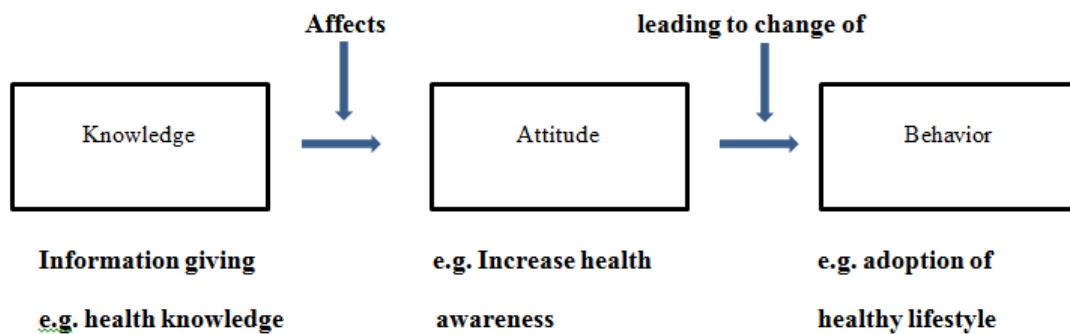 Affects
leading to change of
Knowledge
Attitude
Behavior
Information giving
e.g. health knowledge
e.g. Increase health
awareness
e.g. adoption of
healthy lifestyle